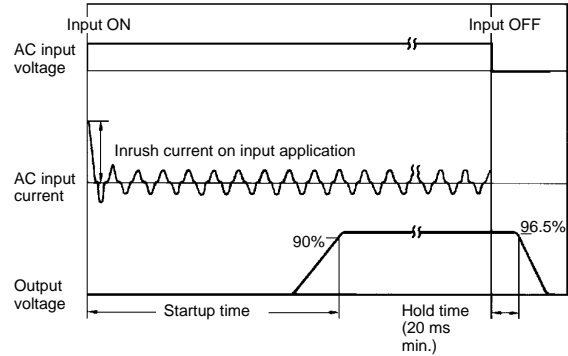 Input ON
Input OFF
AC input
voltage
Inrush current on input application
AC input
current
90%
96.5%
Output
voltage
Startup time
Hold time
(20 ms
min.)